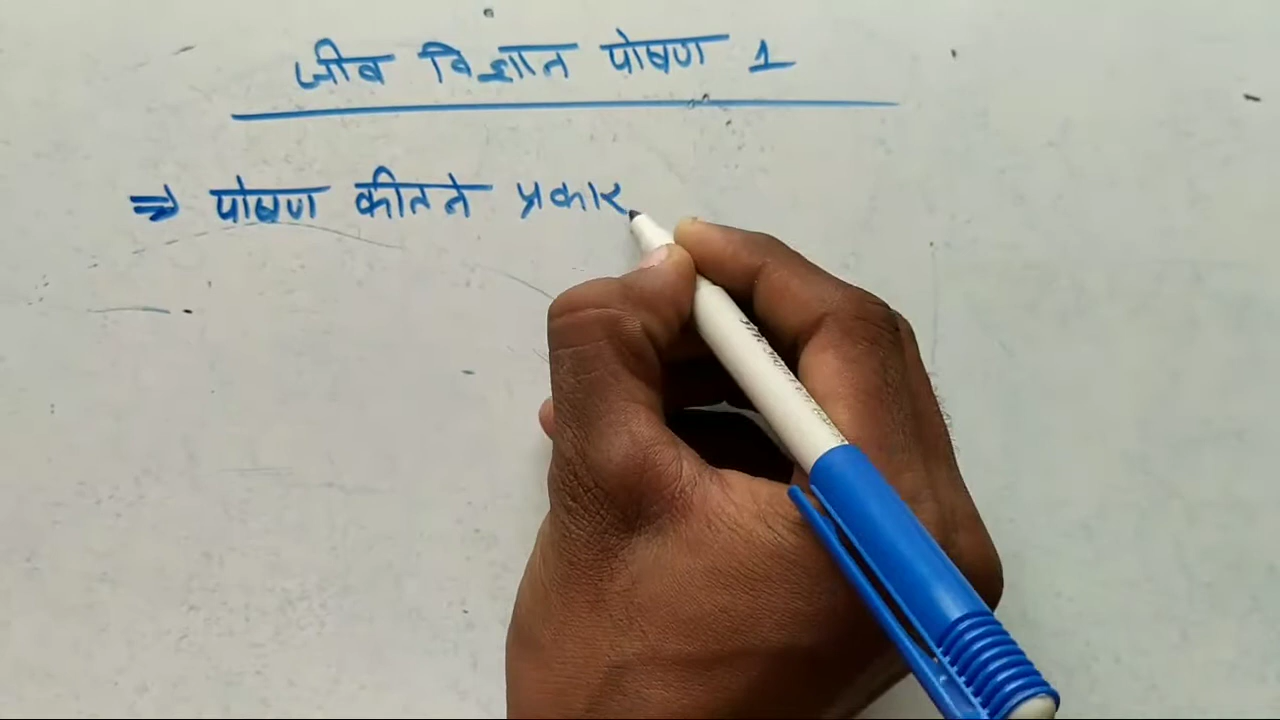 जीव विज्ञान पोषण 1
⇒ पोषण कीतने प्रकार